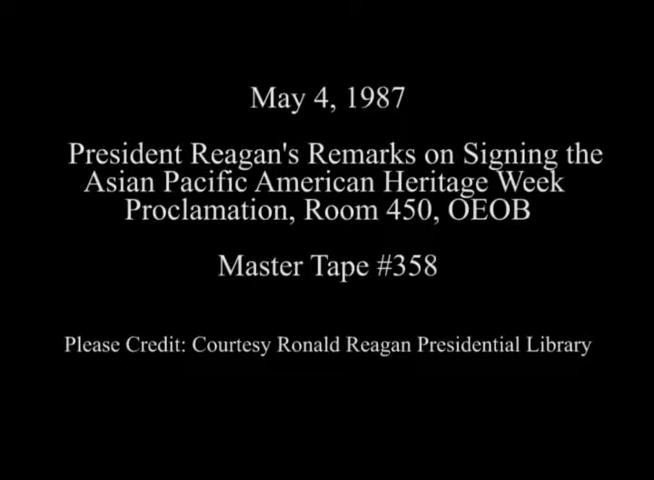 May 4, 1987
President Reagan's Remarks on Signing the
Asian Pacific American Heritage Week
Proclamation, Room 450, OEOB
Master Tape #358
Please Credit: Courtesy Ronald Reagan Presidential Library